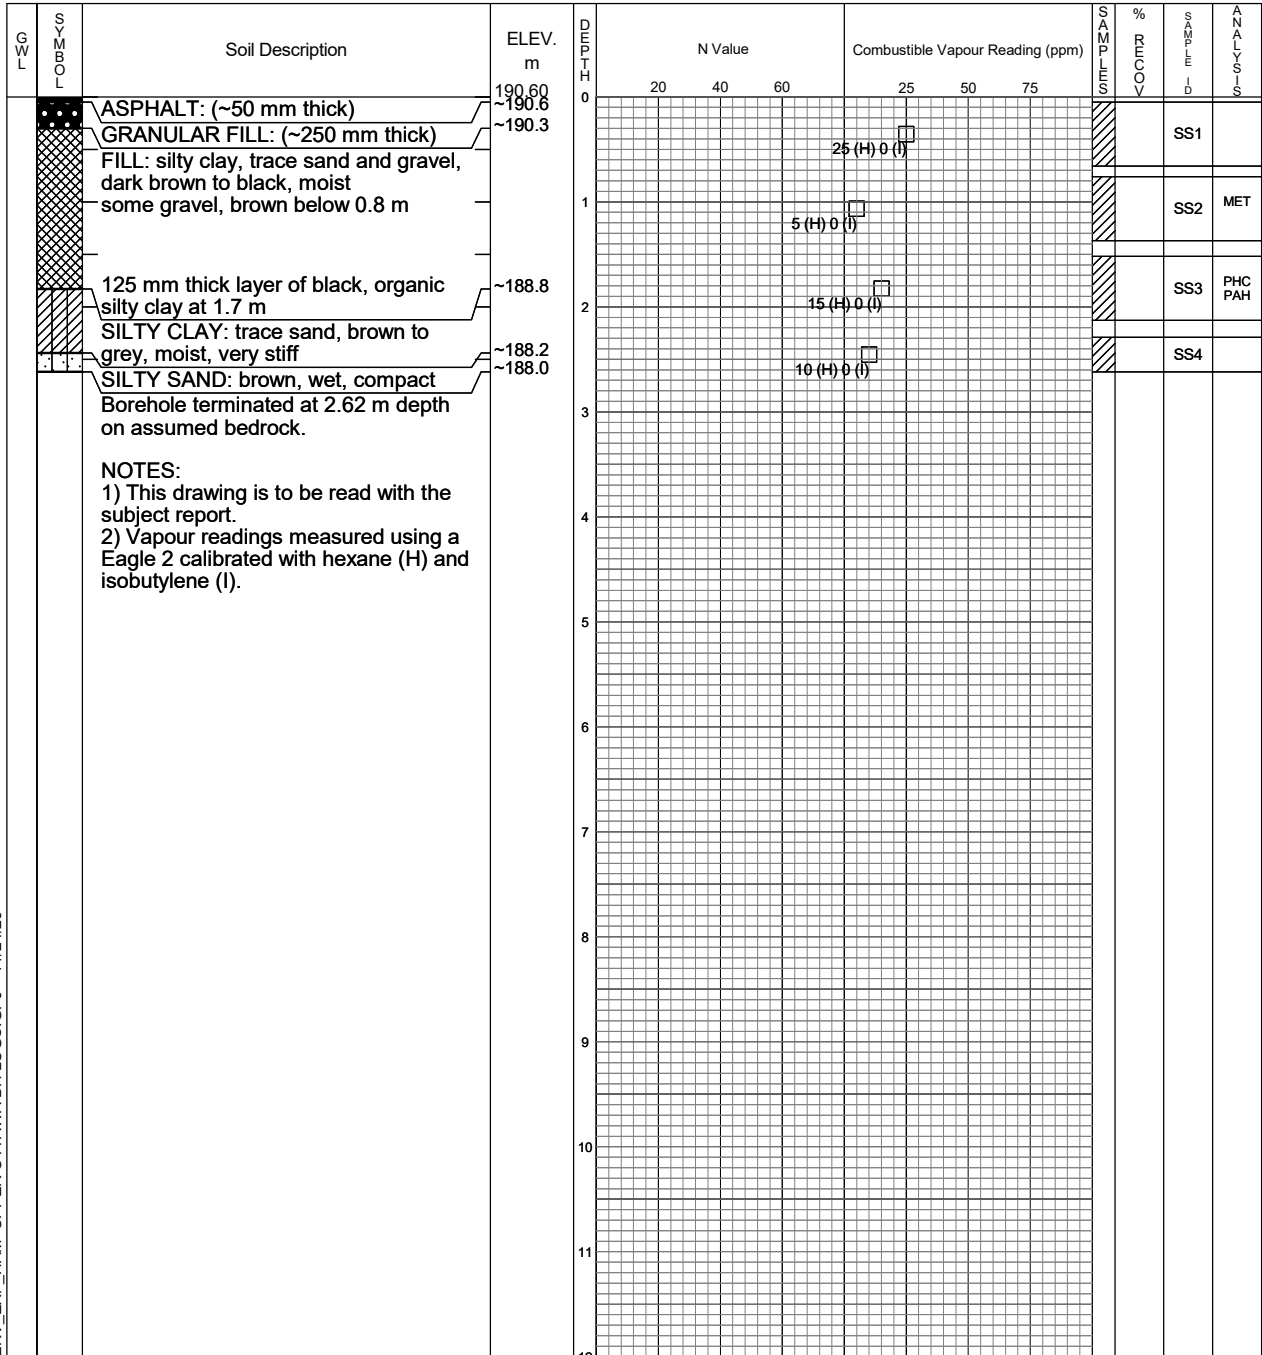 GWL
SYMBOL
Soil Description
ELEV.
m
190.60
DEPTH
N Value
20 40 60
Combustible Vapour Reading (ppm)
25 50 75
SAMPLES
% RECOV
SAMPLE ID
ANALYSIS
ASPHALT: (~50 mm thick)
~190.6
GRANULAR FILL: (~250 mm thick)
~190.3
FILL: silty clay, trace sand and gravel,
dark brown to black, moist
some gravel, brown below 0.8 m
125 mm thick layer of black, organic
silty clay at 1.7 m
~188.8
SILTY CLAY: trace sand, brown to
grey, moist, very stiff
~188.2
SILTY SAND: brown, wet, compact
~188.0
Borehole terminated at 2.62 m depth
on assumed bedrock.
NOTES:
1) This drawing is to be read with the
subject report.
2) Vapour readings measured using a
Eagle 2 calibrated with hexane (H) and
isobutylene (I).
0
1
2
3
4
5
6
7
8
9
10
11
25 (H) 0 (I)
5 (H) 0 (I)
15 (H) 0 (I)
10 (H) 0 (I)
SS1
SS2
MET
SS3
PHC
PAH
SS4